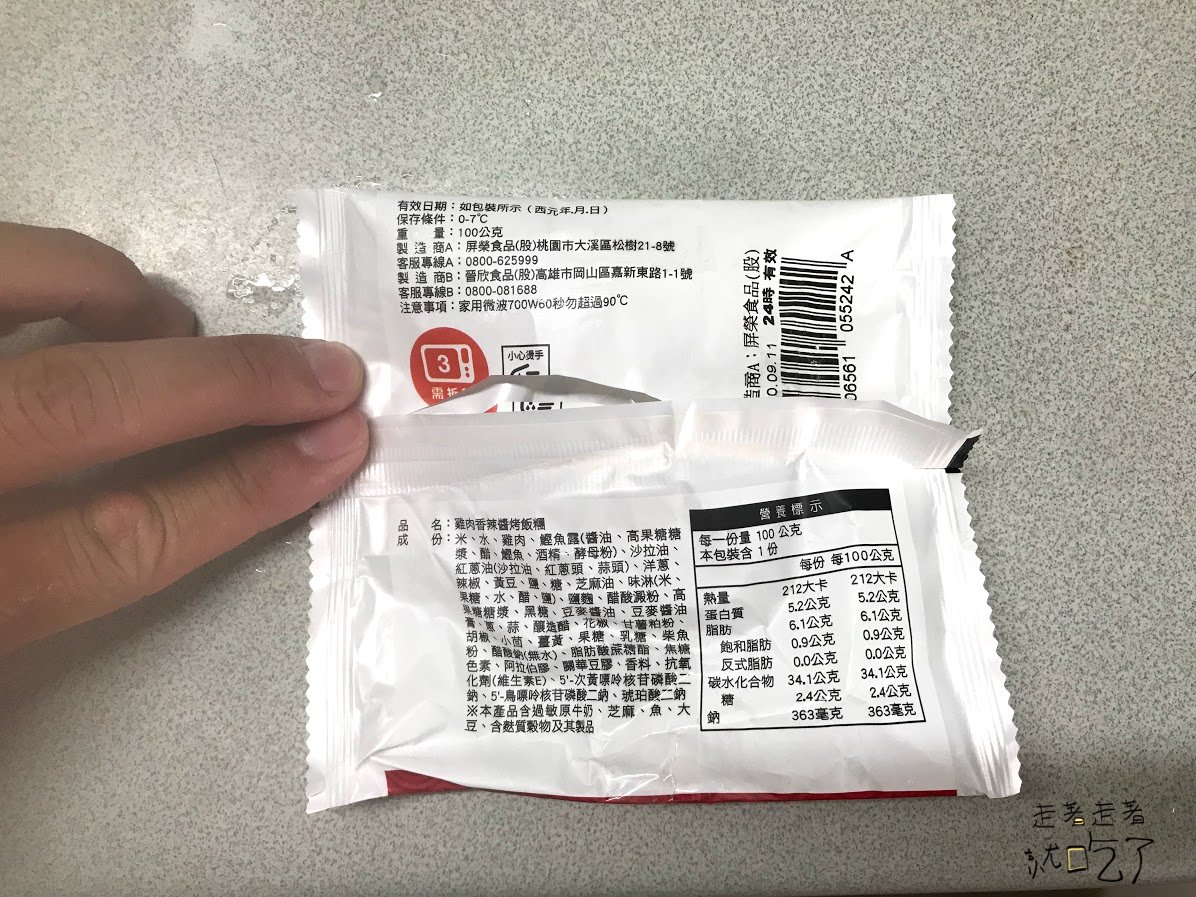 有效日期：如包裝所示（西元年.月.日）
保存條件：0-7℃
重　　量：100公克
製 造 商A：屏榮食品(股)桃園市大溪區松樹21-8號
客服專線A：0800-625999
製 造 商B：晉欣食品(股)高雄市岡山區嘉新東路1-1號
客服專線B：0800-081688
注意事項：家用微波700W60秒勿超過90℃
3
小心燙手
造商A：屏榮食品(股)
0.09.11 24時 有效
06561 055242 A
品　　名：雞肉香辣醬烤飯糰
成　　份：米、水、雞肉、鰹魚露(醬油、高果糖糖
漿、醋、鰹魚、酒精、酵母粉)、沙拉油、
紅蔥油(沙拉油、紅蔥頭、蒜頭)、洋蔥、
辣椒、黃豆、鹽、糖、芝麻油、味淋(米、
果糖、水、醋、鹽)、鹽麴、醋酸澱粉、高
果糖糖漿、黑糖、豆麥醬油、豆麥醬油
膏、蔥、蒜、釀造醋、花椒、甘薯粕粉、
胡椒、小茴、薑黃、果糖、乳糖、柴魚
粉、醋酸鈉(無水)、脂肪酸蔗糖酯、焦糖
色素、阿拉伯膠、關華豆膠、香料、抗氧
化劑(維生素E)、5'-次黃嘌呤核苷磷酸二
鈉、5'-鳥嘌呤核苷磷酸二鈉、琥珀酸二鈉
※本產品含過敏原牛奶、芝麻、魚、大
豆、含麩質穀物及其製品
營養標示
每一份量 100 公克
本包裝含 1 份
每份 每100公克
熱量 212大卡 212大卡
蛋白質 5.2公克 5.2公克
脂肪 6.1公克 6.1公克
飽和脂肪 0.9公克 0.9公克
反式脂肪 0.0公克 0.0公克
碳水化合物 34.1公克 34.1公克
糖 2.4公克 2.4公克
鈉 363毫克 363毫克
走著走著
就吃了